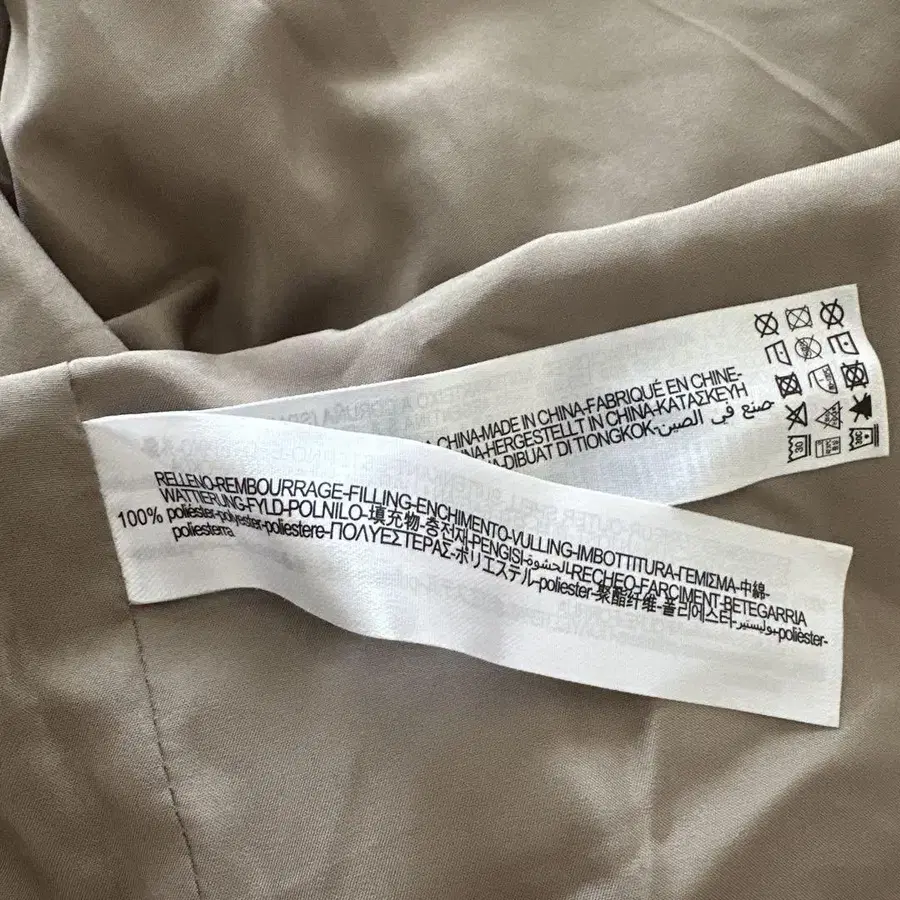 CHINA-MADE IN CHINA-FABRIQUÉ EN CHINE-
-HERGESTELLT IN CHINA-ΚΑΤΑΣΚΕΥΗ
-DIBUAT DI TIONGKOK-صنع في الصين
30
RELLENO-REMBOURRAGE-FILLING-ENCHIMENTO-VULLING-IMBOTTITURA-ΓΕΜΙΣΜΑ-中綿-
WATTIERUNG-FYLD-POLNILO-填充物-충전재-PENGISI-الحشوة-RECHEO-FARCIMENT-BETEGARRIA
100% poliéster-polyester-poliestere-ΠΟΛΥΕΣΤΕΡΑΣ-ポリエステル-poliester-聚酯纤维-폴리에스터-بوليستير-polièster-
poliesterra